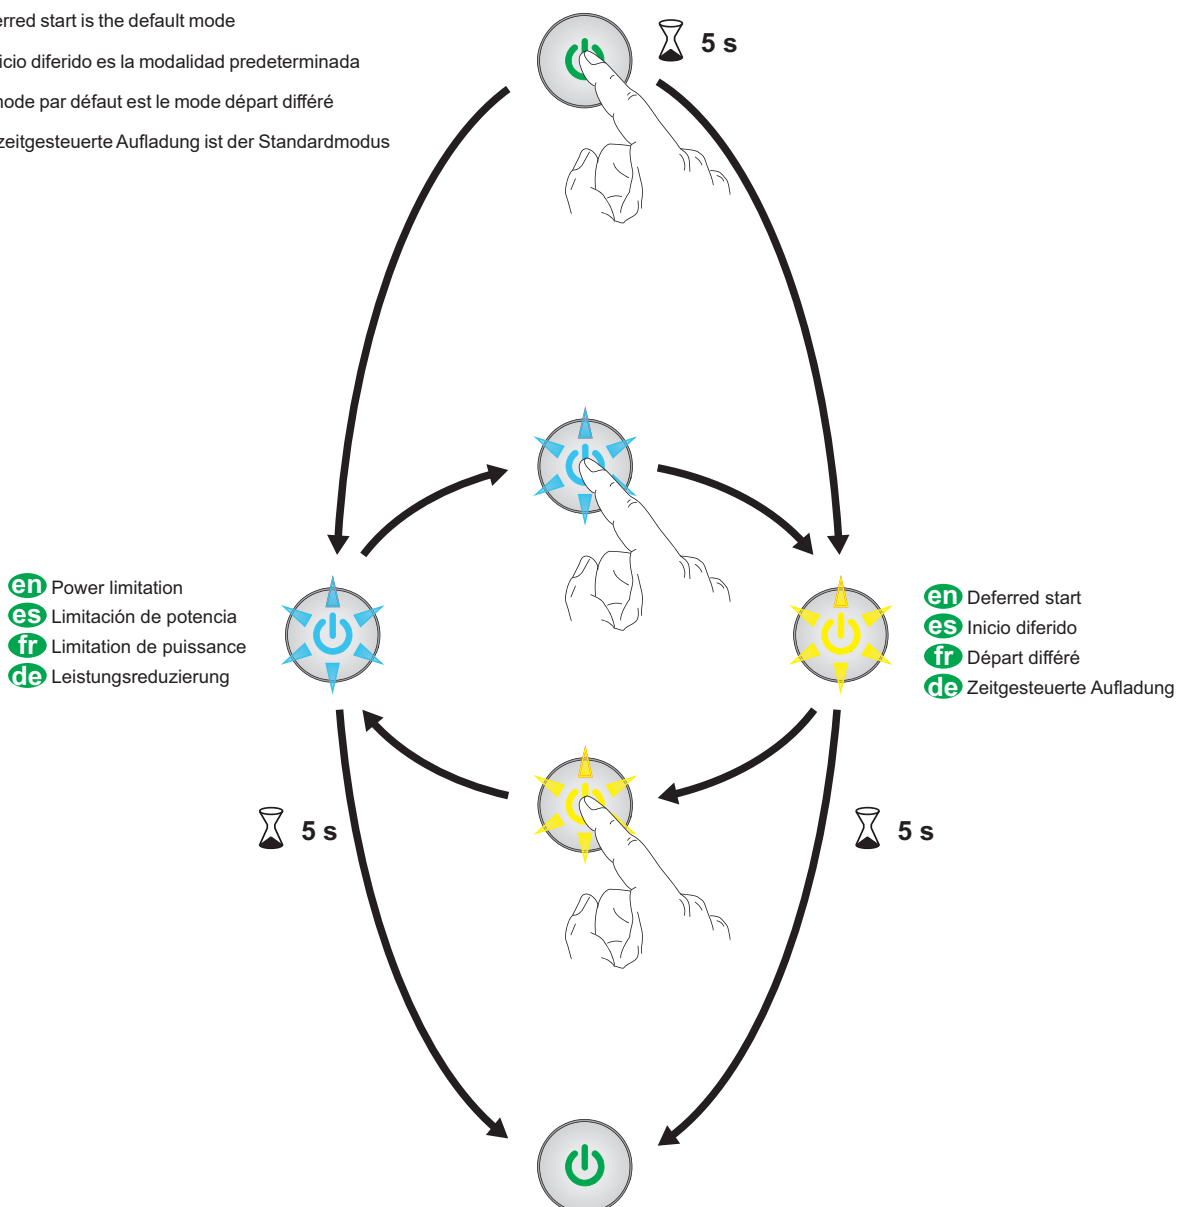 erred start is the default mode
icio diferido es la modalidad predeterminada
mode par défaut est le mode départ différé
zeitgesteuerte Aufladung ist der Standardmodus
5 s
en Power limitation
es Limitación de potencia
fr Limitation de puissance
de Leistungsreduzierung
en Deferred start
es Inicio diferido
fr Départ différé
de Zeitgesteuerte Aufladung
5 s
5 s